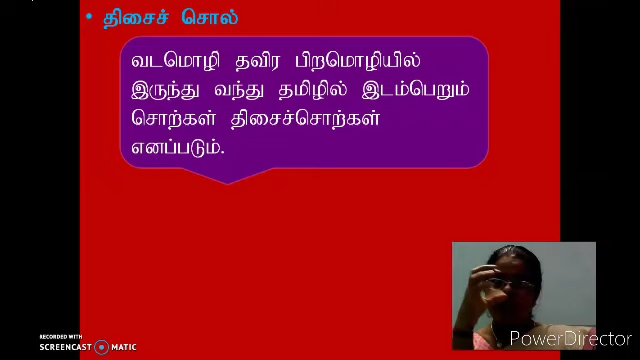 • திசைச் சொல்
வடமொழி தவிர பிறமொழியில்
இருந்து வந்து தமிழில் இடம்பெறும்
சொற்கள் திசைச்சொற்கள்
எனப்படும்.
RECORDED WITH
SCREENCAST MATIC
PowerDirector